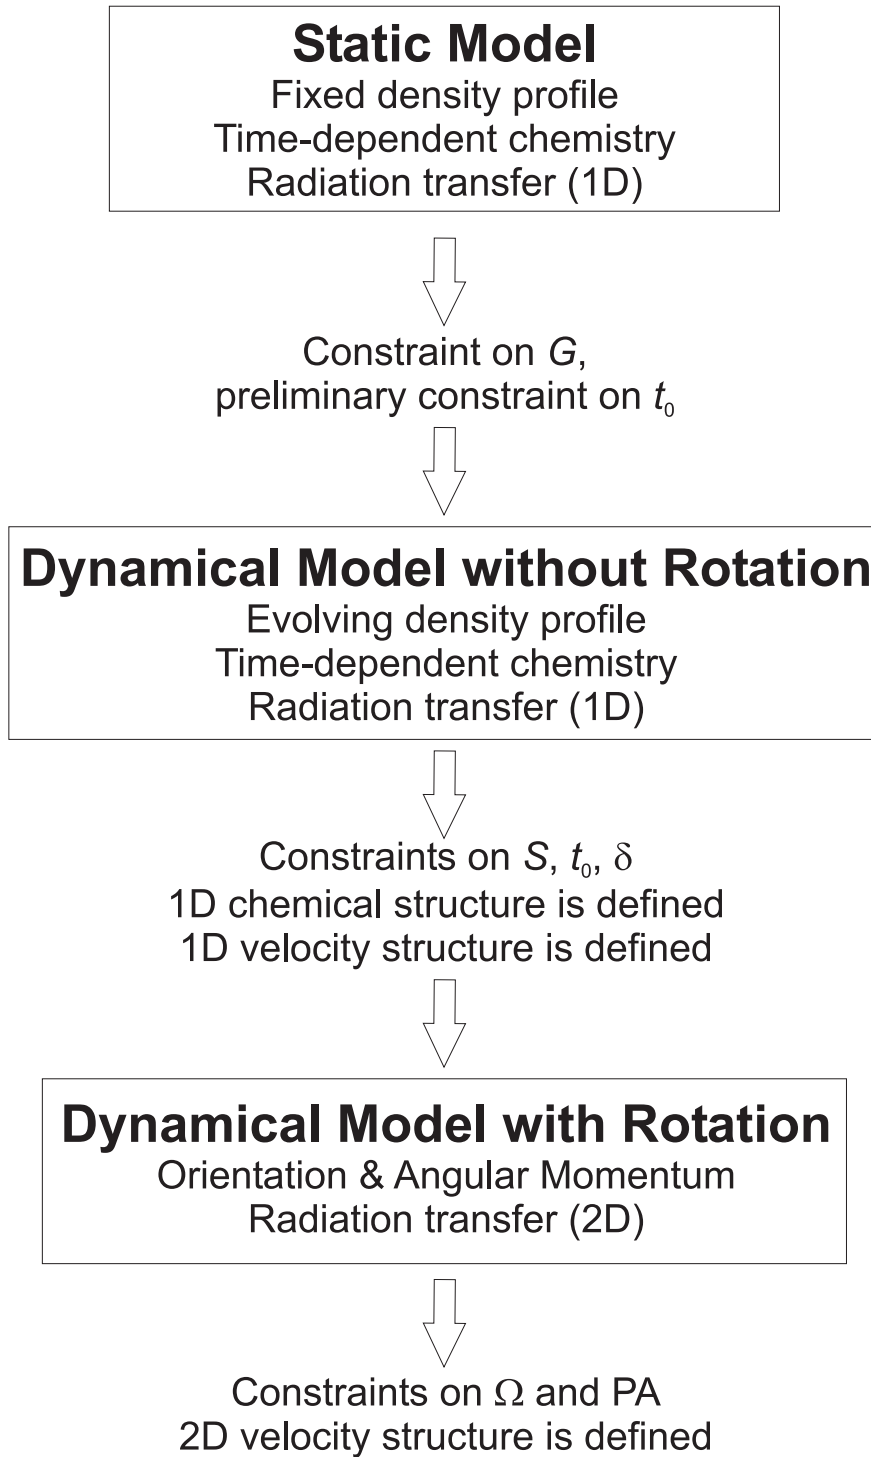 Static Model
Fixed density profile
Time-dependent chemistry
Radiation transfer (1D)
Constraint on G,
preliminary constraint on t₀
Dynamical Model without Rotation
Evolving density profile
Time-dependent chemistry
Radiation transfer (1D)
Constraints on S, t₀, δ
1D chemical structure is defined
1D velocity structure is defined
Dynamical Model with Rotation
Orientation & Angular Momentum
Radiation transfer (2D)
Constraints on Ω and PA
2D velocity structure is defined